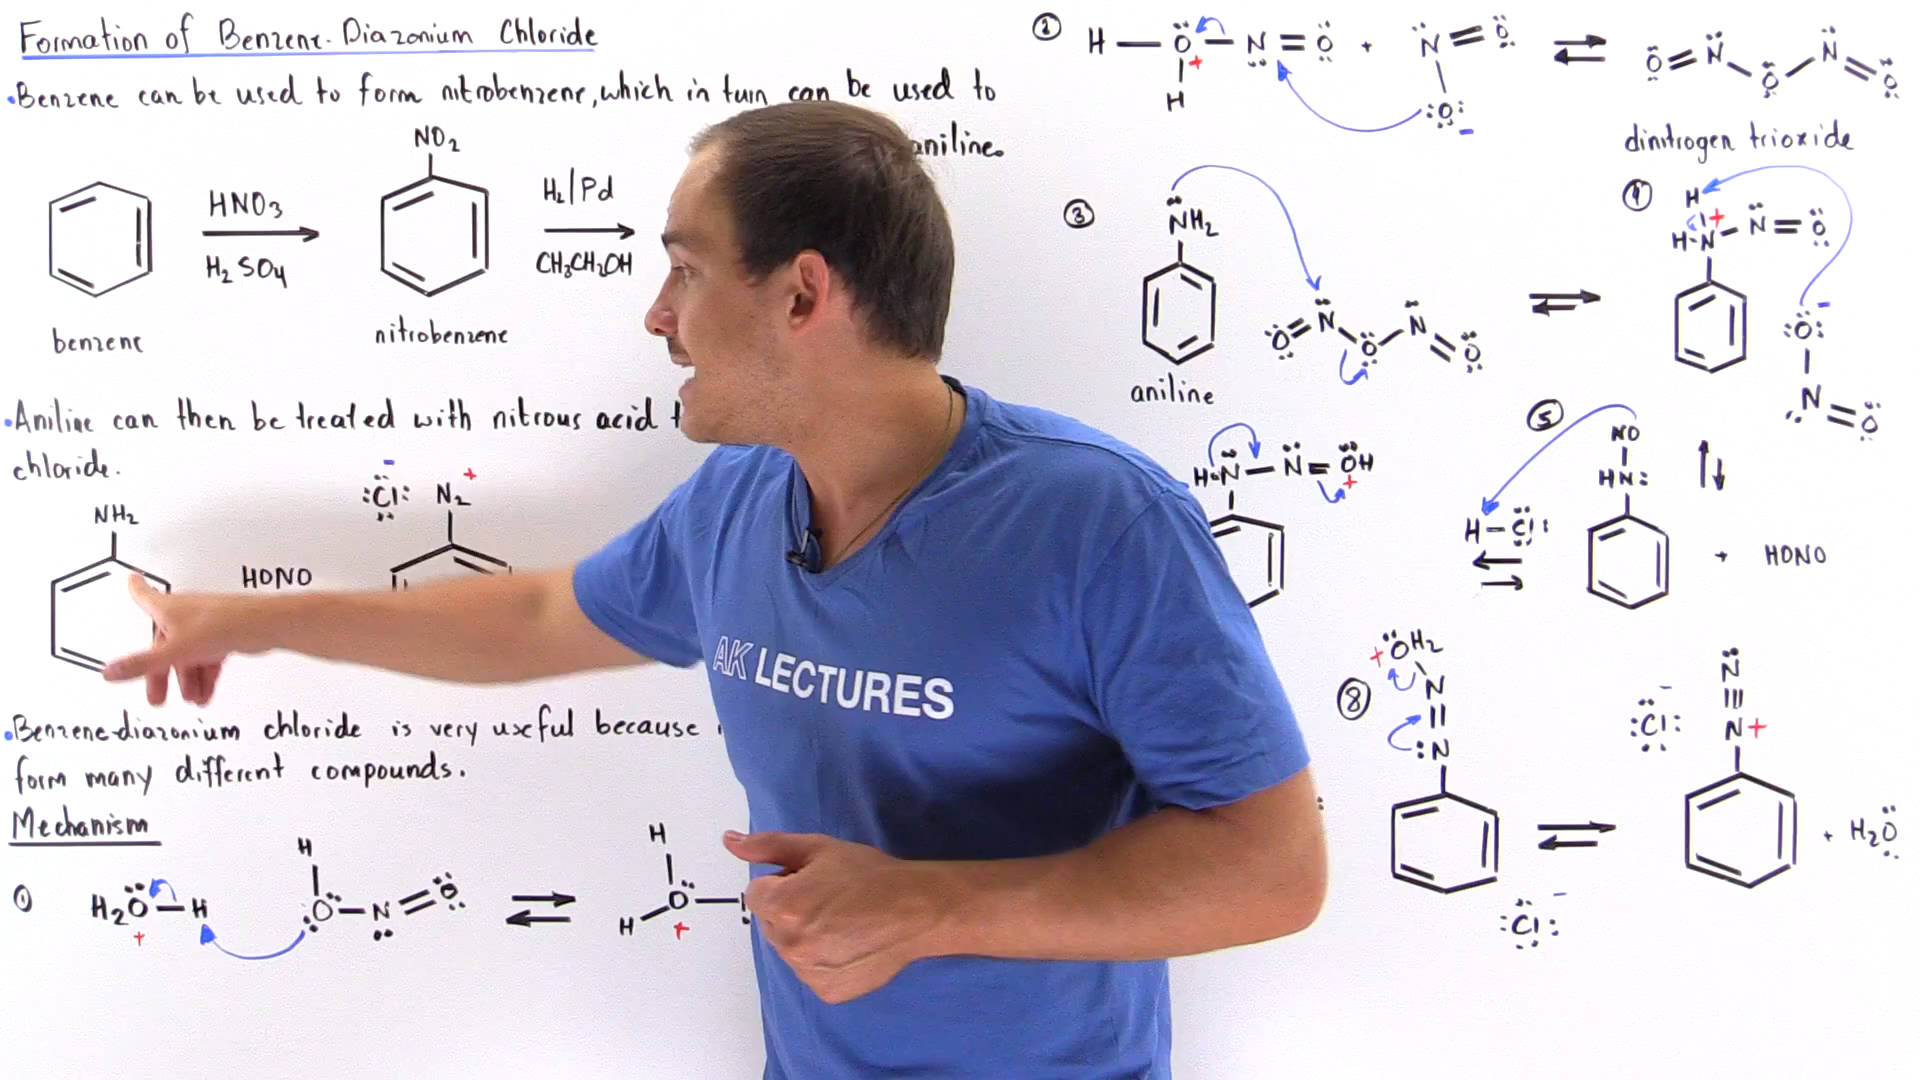 Formation of Benzene-Diazonium Chloride
•Benzene can be used to form nitrobenzene, which in turn can be used to
aniline.
NO2
HNO3
H2SO4
H2/Pd
CH3CH2OH
benzene
nitrobenzene
•Aniline can then be treated with nitrous acid
chloride.
NH2
HONO
:Cl: −
N2 +
•Benzene-diazonium chloride is very useful because
form many different compounds.
Mechanism
①
H2O—H
+
H
O—N=O
H
H
O
+
②
H—O—N=O + N=O
+
H
O −
O=N O N=O
dinitrogen trioxide
③
NH2
O=N O N=O
aniline
④
H
H-N-N=O
+
O −
N=O
⑤
NO
HN:
H-Cl:
+ HONO
H-N—N=OH
+
⑧
+OH2
N
:N
:Cl: −
:Cl: −
N
N+
+ H2O
AK LECTURES